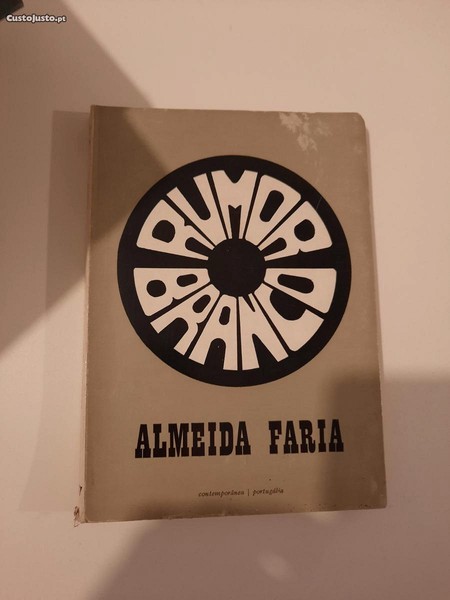 CustoJusto.pt
RUMOR
BRANCO
ALMEIDA FARIA
contemporânea | portugália